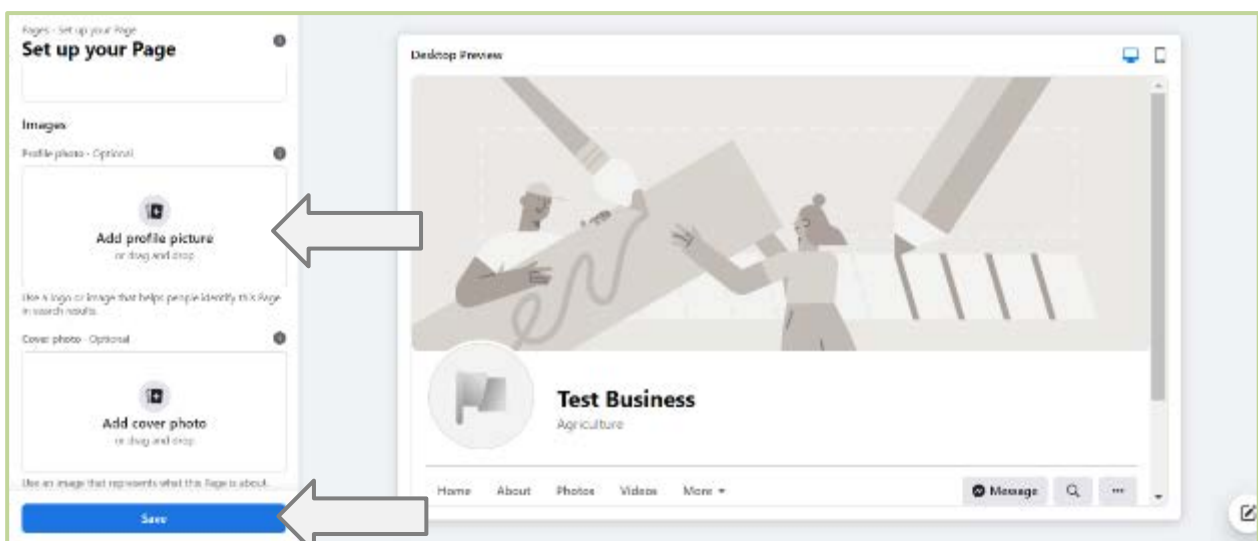 Pages › Set up your Page
Set up your Page
Images
Profile photo · Optional
Add profile picture
or drag and drop
Use a logo or image that helps people identify this Page
in search results.
Cover photo · Optional
Add cover photo
or drag and drop
Use an image that represents what this Page is about.
Save
Desktop Preview
Test Business
Agriculture
Home About Photos Videos More
Message